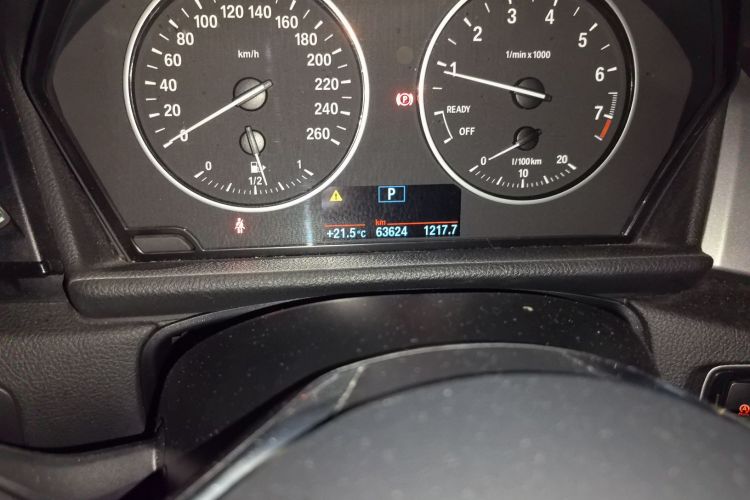 0 20 40 60 80 100 120 140 160 180 200 220 240 260
km/h
0 1/2 1
1 2 3 4 5 6 7
1/min x 1000
READY
OFF
0 10 20
l/100km
P
P
km
+21.5°C 63624 1217.7